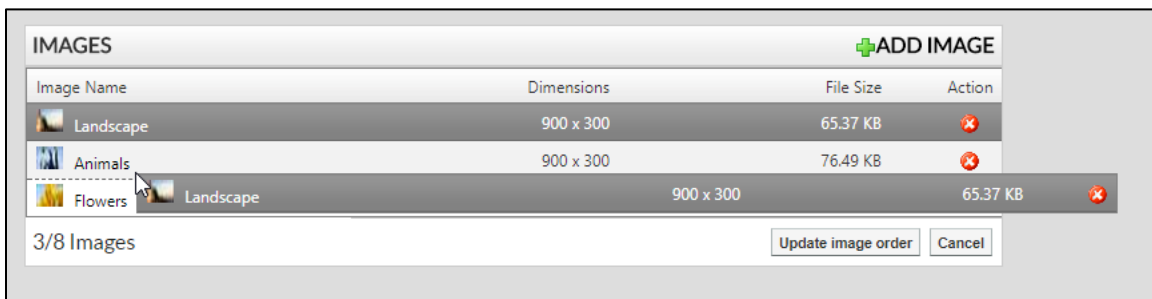 IMAGES ADD IMAGE
Image Name Dimensions File Size Action
Landscape 900 x 300 65.37 KB
Animals 900 x 300 76.49 KB
Flowers
Landscape 900 x 300 65.37 KB
3/8 Images Update image order Cancel